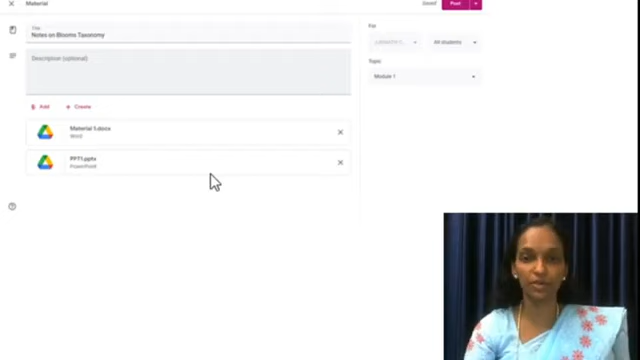 Material
Saved
Post
Title
Notes on Blooms Taxonomy
Description (optional)
Add
Create
Material 1.docx
Word
PPT1.pptx
PowerPoint
For
All students
Topic
Module 1